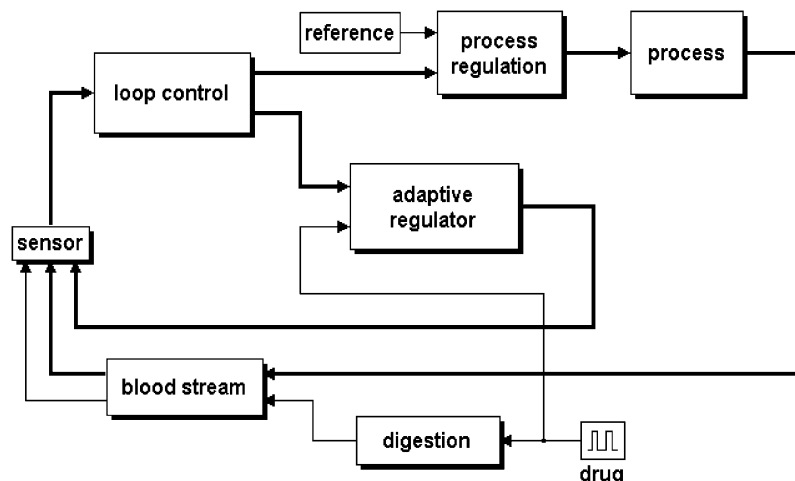 reference
process
regulation
process
loop control
adaptive
regulator
sensor
blood stream
digestion
drug